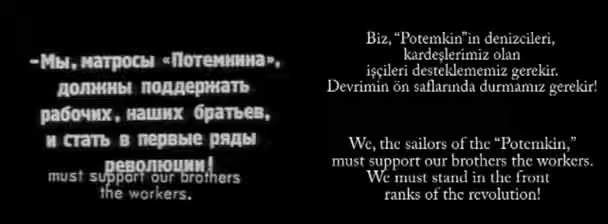 –Мы, матросы «Потемкина»,
должны поддержать
рабочих, наших братьев,
и стать в первые ряды
революции!
must support our brothers
the workers.
Biz, “Potemkin”in denizcileri,
kardeşlerimiz olan
işçileri desteklememiz gerekir.
Devrimin ön saflarında durmamız gerekir!
We, the sailors of the “Potemkin,”
must support our brothers the workers.
We must stand in the front
ranks of the revolution!